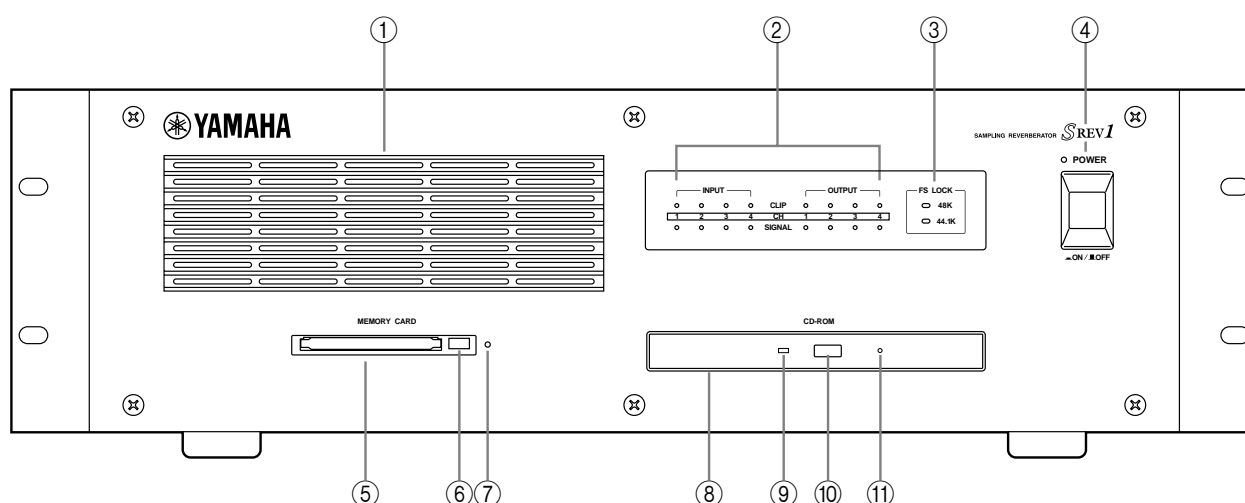 ① ② ③ ④
YAMAHA
SAMPLING REVERBERATOR SREV1
POWER
INPUT OUTPUT FS LOCK
CLIP 48K
1 2 3 4 CH 1 2 3 4
SIGNAL 44.1K
ON / OFF
MEMORY CARD CD-ROM
⑤ ⑥ ⑦ ⑧ ⑨ ⑩ ⑪